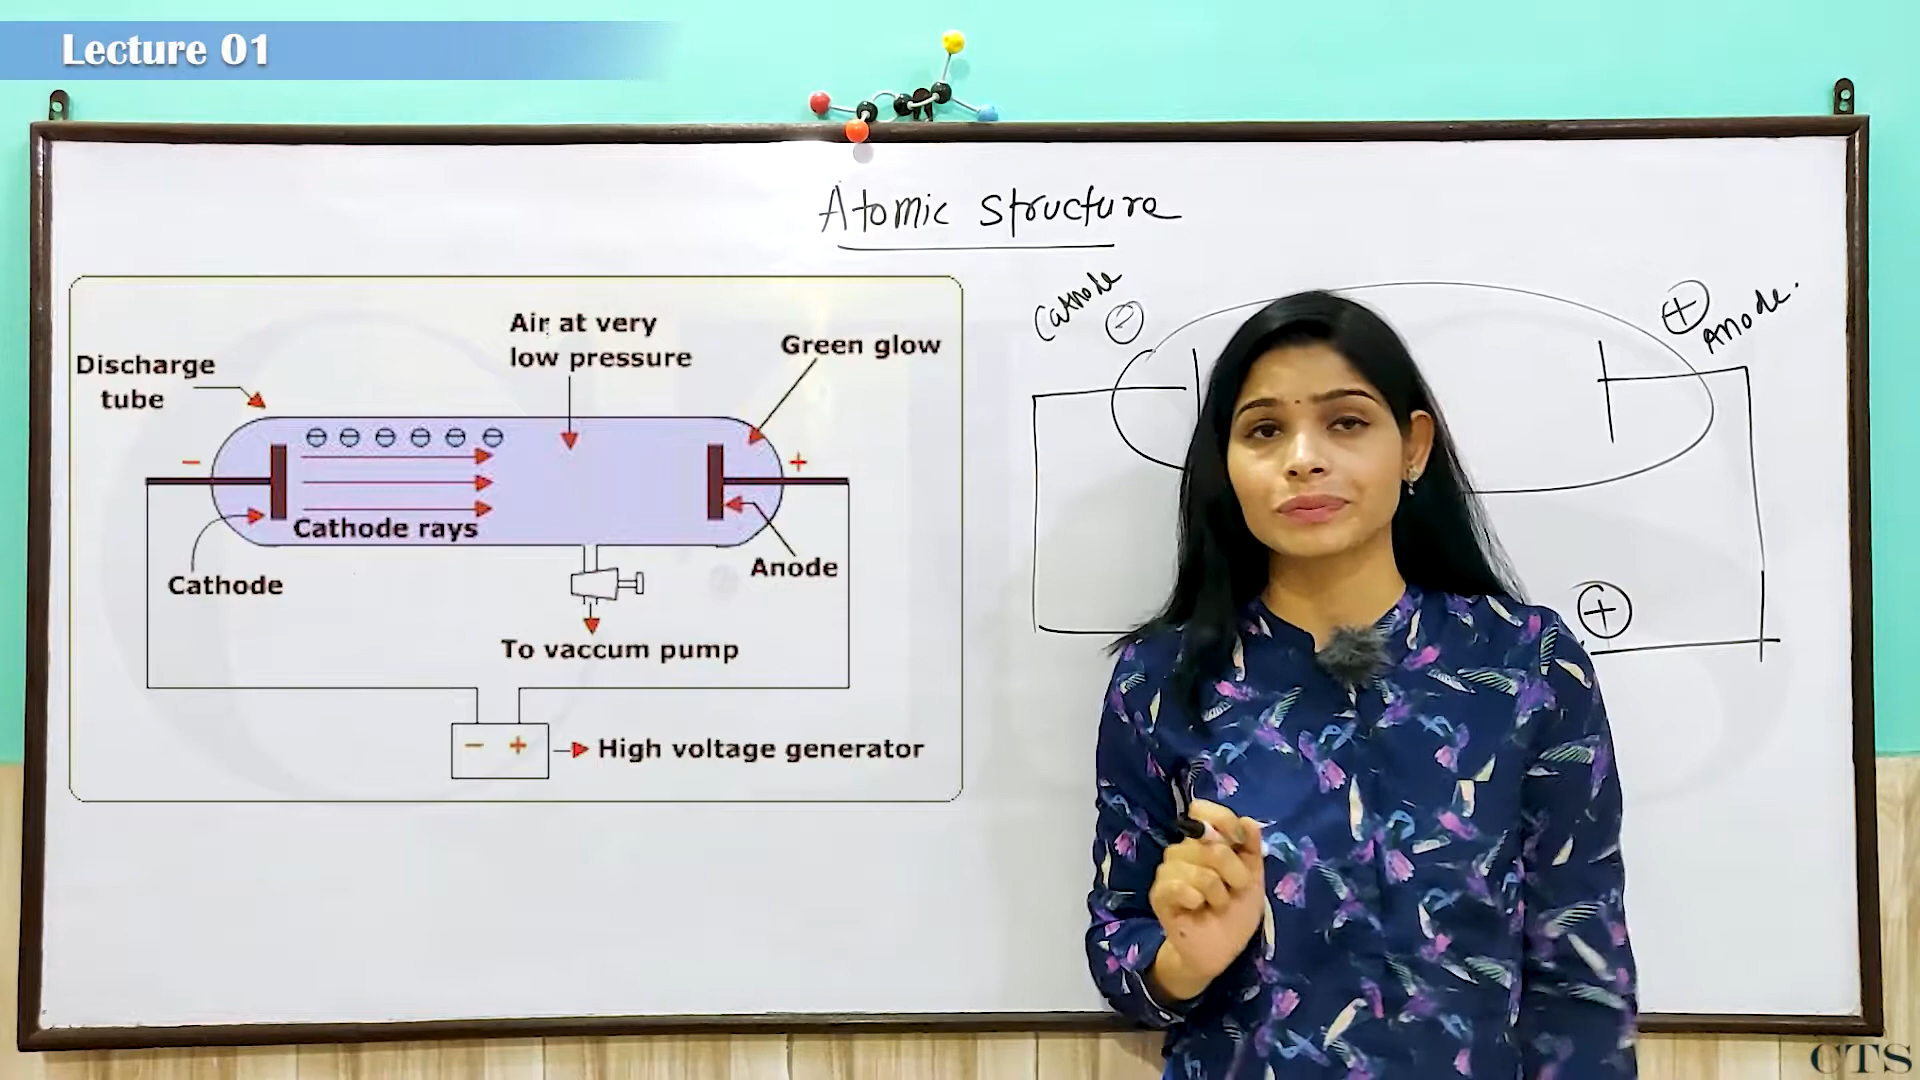 Lecture 01
Atomic structure
Air at very
low pressure
Green glow
Discharge
tube
−
+
Cathode rays
Cathode
Anode
To vaccum pump
− +
High voltage generator
Cathode
−
+
Anode.
+
CTS